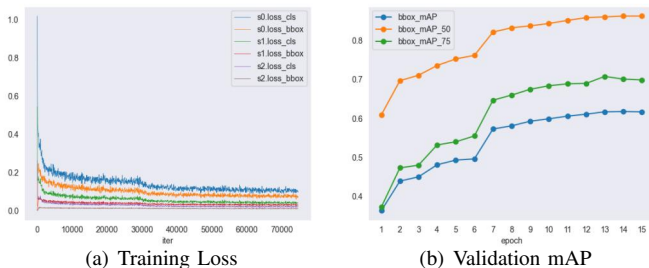 1.0
0.8
0.6
0.4
0.2
0.0
s0.loss_cls
s0.loss_bbox
s1.loss_cls
s1.loss_bbox
s2.loss_cls
s2.loss_bbox
0 10000 20000 30000 40000 50000 60000 70000
iter
(a) Training Loss
0.8
0.7
0.6
0.5
0.4
bbox_mAP
bbox_mAP_50
bbox_mAP_75
1 2 3 4 5 6 7 8 9 10 11 12 13 14 15
epoch
(b) Validation mAP